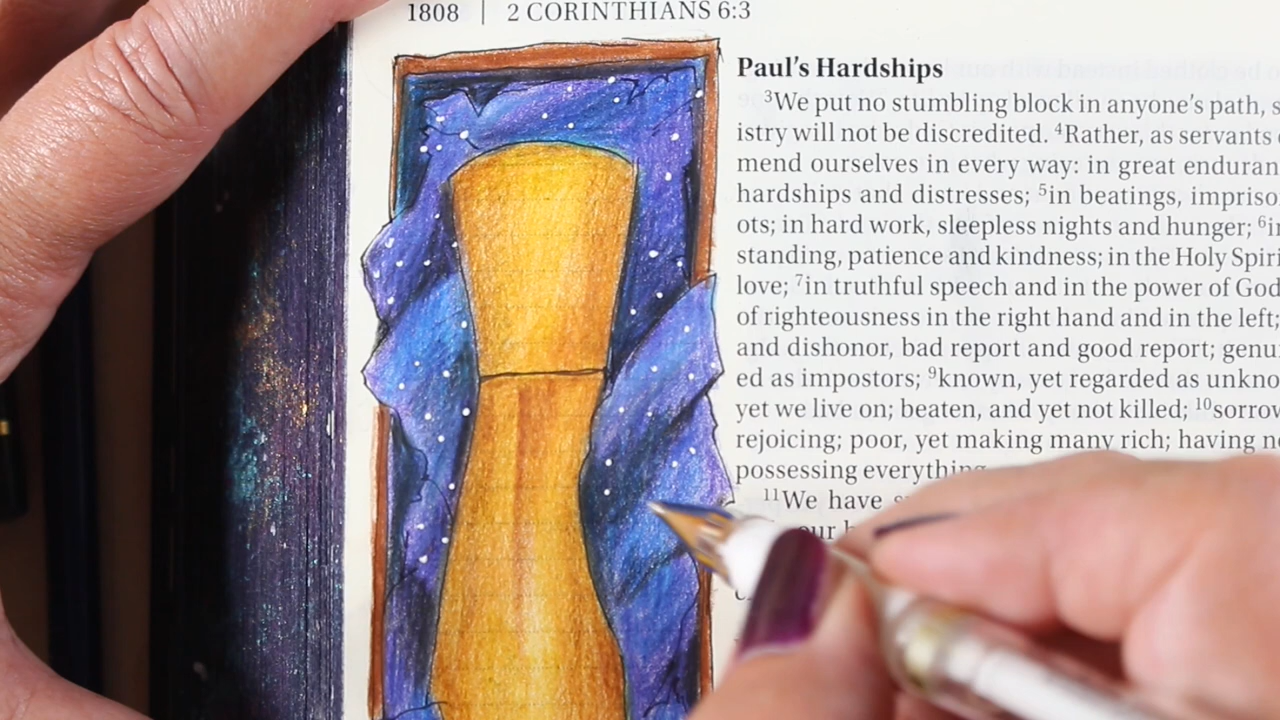 1808 | 2 CORINTHIANS 6:3
Paul's Hardships
³We put no stumbling block in anyone's path, s
istry will not be discredited. ⁴Rather, as servants
mend ourselves in every way: in great enduran
hardships and distresses; ⁵in beatings, impriso
ots; in hard work, sleepless nights and hunger; ⁶in
standing, patience and kindness; in the Holy Spiri
love; ⁷in truthful speech and in the power of God
of righteousness in the right hand and in the left;
and dishonor, bad report and good report; genu
ed as impostors; ⁹known, yet regarded as unkno
yet we live on; beaten, and yet not killed; ¹⁰sorrow
rejoicing; poor, yet making many rich; having no
possessing everything
¹¹We have
our